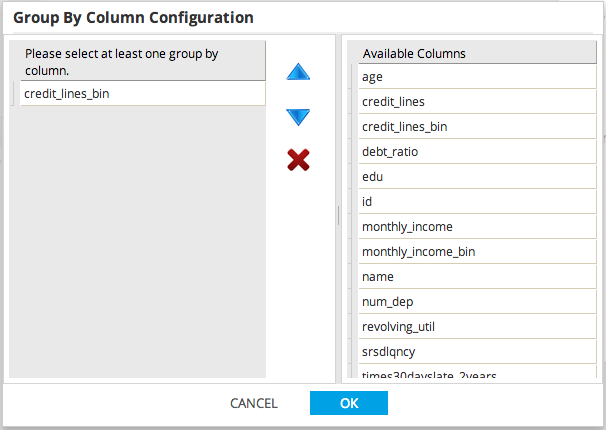 Group By Column Configuration
Please select at least one group by
column.
credit_lines_bin
Available Columns
age
credit_lines
credit_lines_bin
debt_ratio
edu
id
monthly_income
monthly_income_bin
name
num_dep
revolving_util
srsdlqncy
times30dayslate_2years
CANCEL
OK